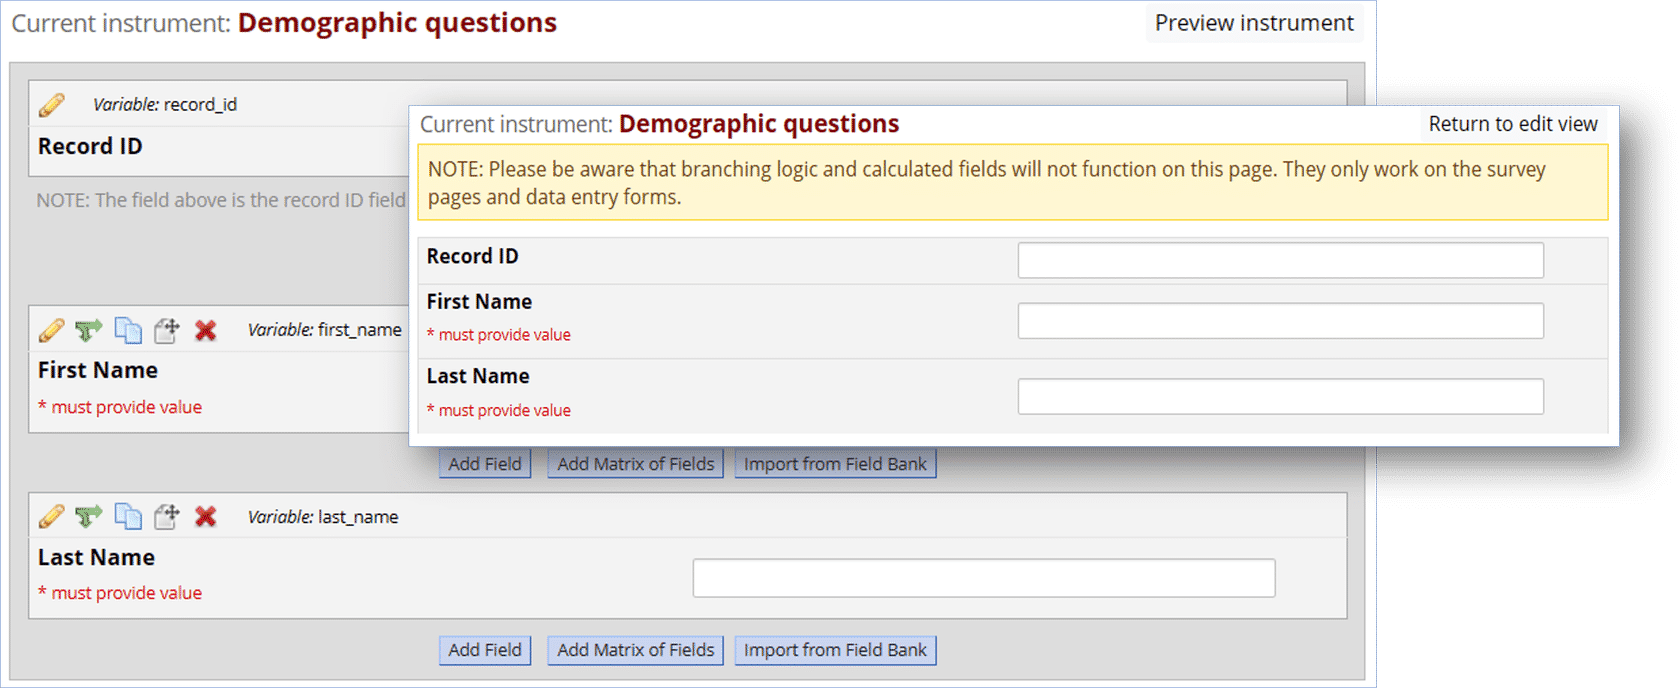 Current instrument: Demographic questions
Preview instrument
Variable: record_id
Record ID
NOTE: The field above is the record ID field
Variable: first_name
First Name
* must provide value
Current instrument: Demographic questions
Return to edit view
NOTE: Please be aware that branching logic and calculated fields will not function on this page. They only work on the survey
pages and data entry forms.
Record ID
First Name
* must provide value
Last Name
* must provide value
Add Field
Add Matrix of Fields
Import from Field Bank
Variable: last_name
Last Name
* must provide value
Add Field
Add Matrix of Fields
Import from Field Bank